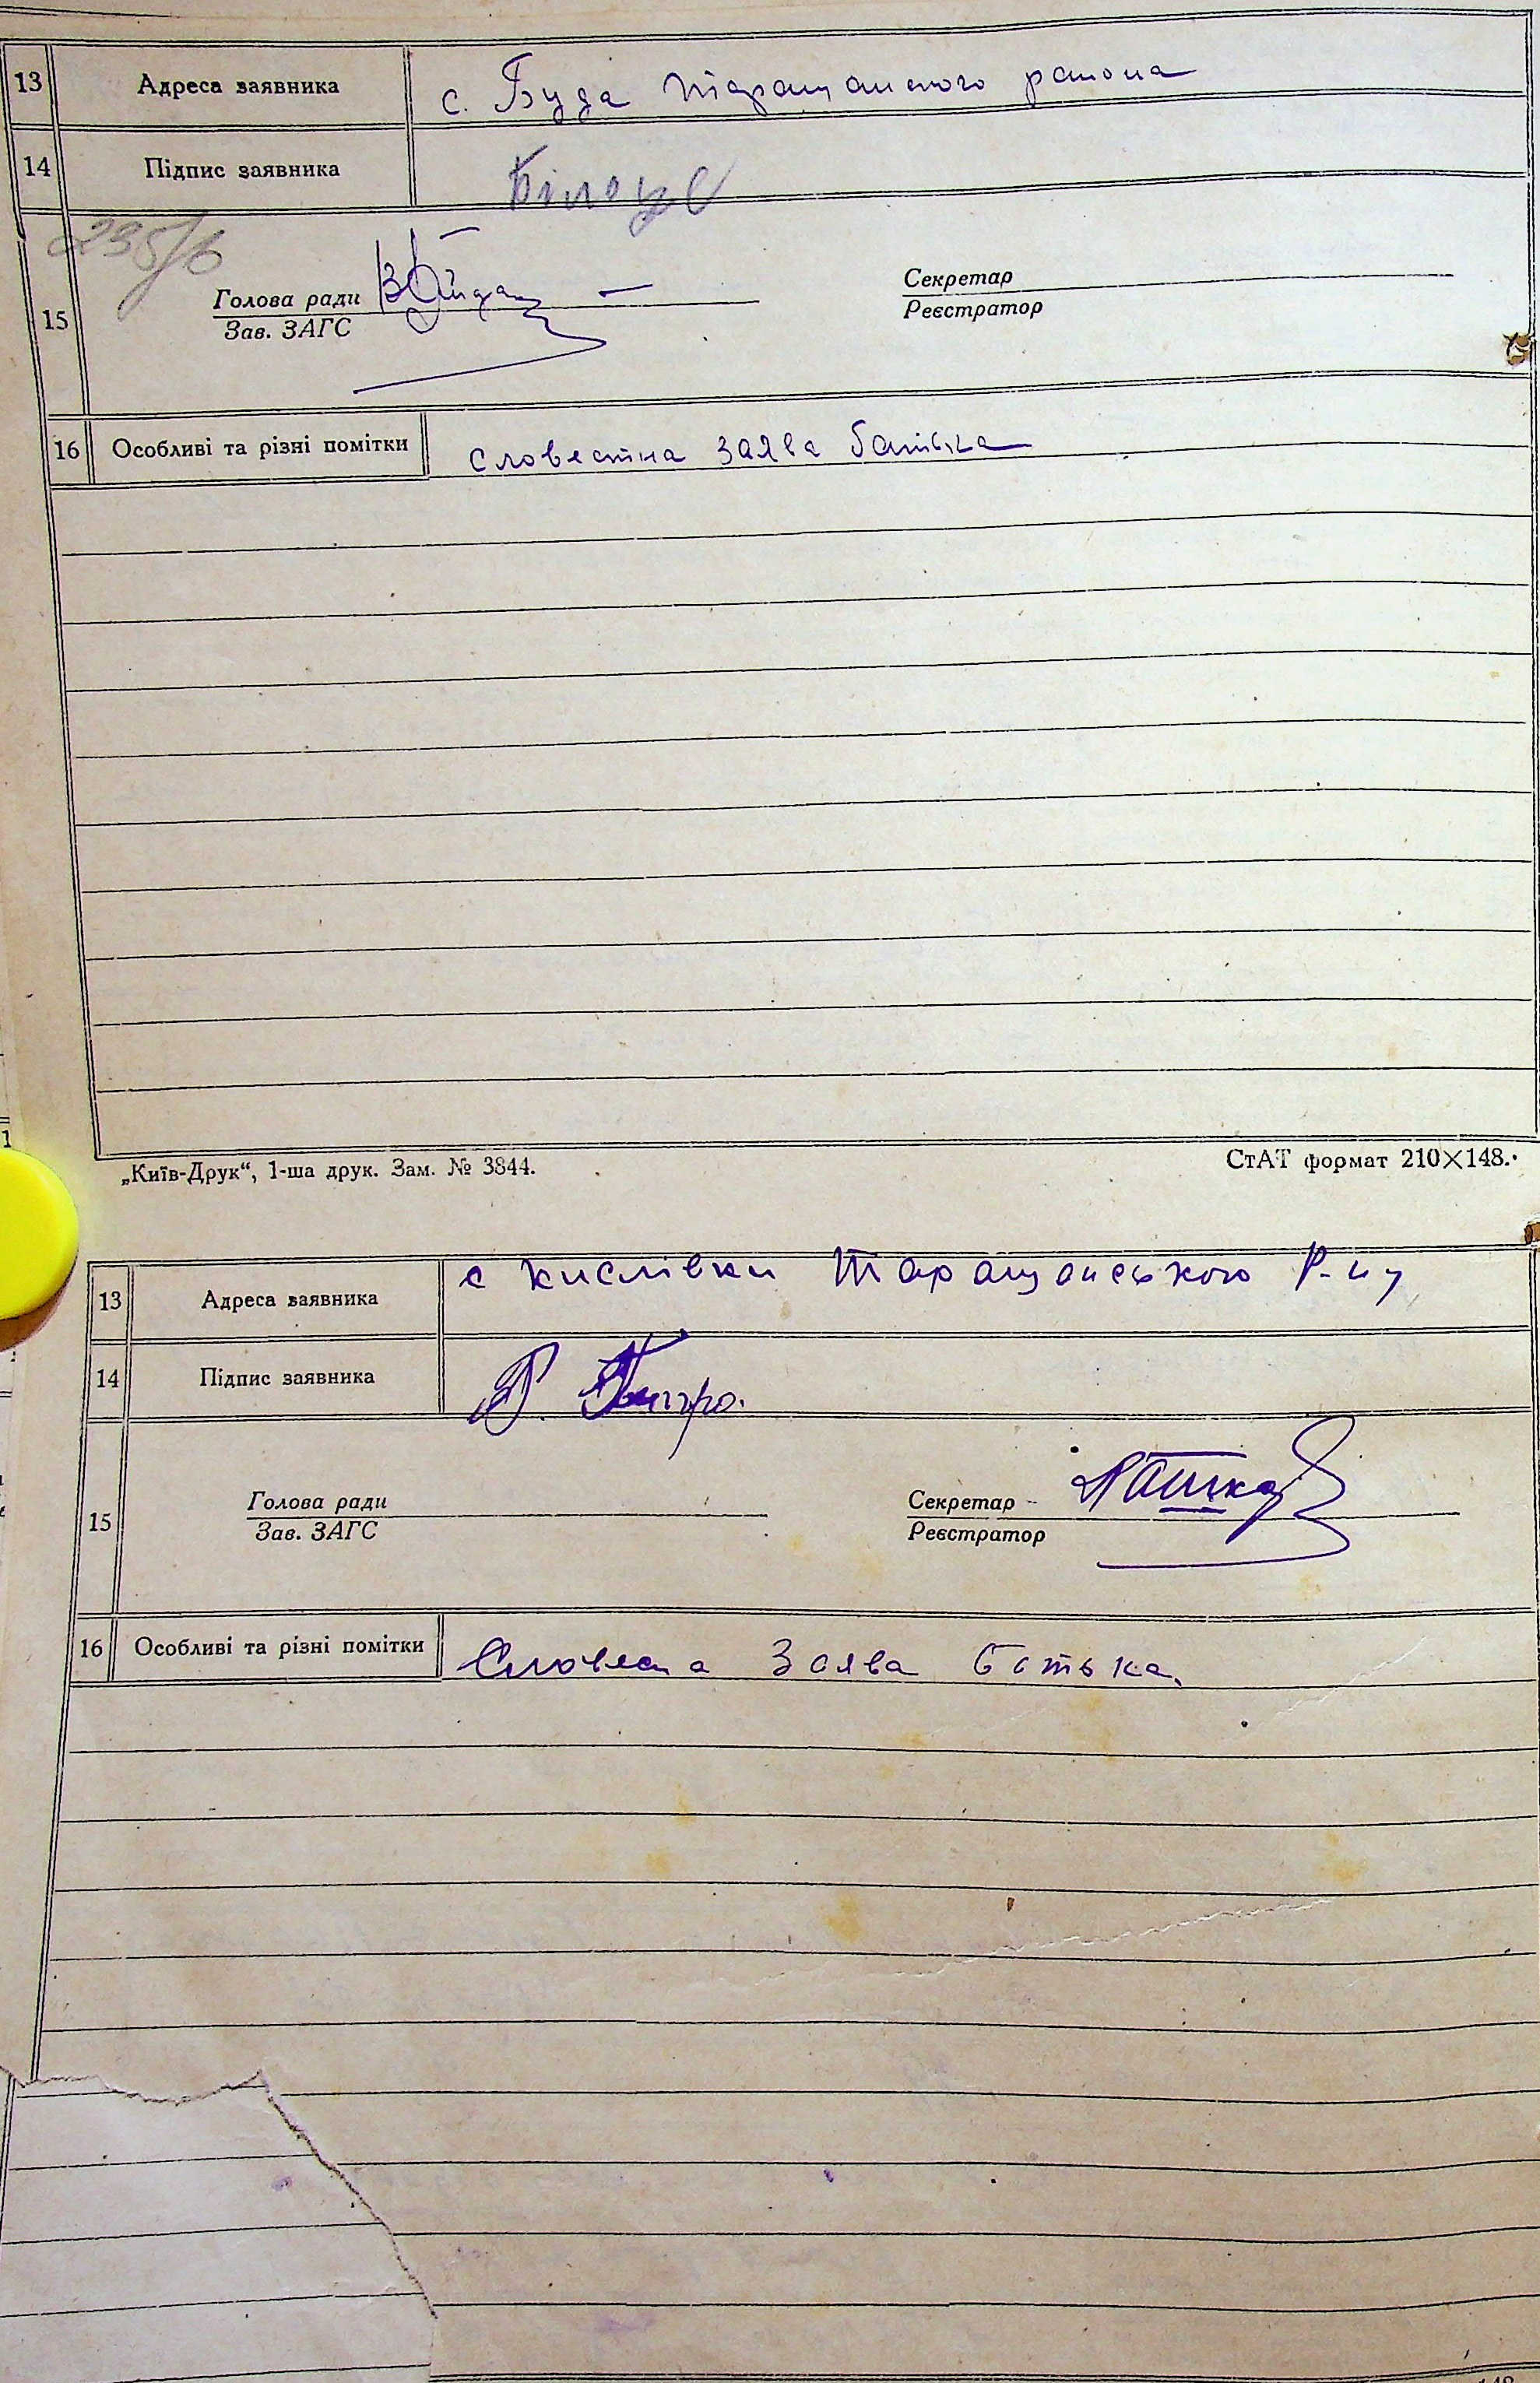 13 Адреса заявника с. Буда Таращанского района
14 Підпис заявника Білоус
235/6
15 Голова ради Секретар
Зав. ЗАГС Реєстратор
16 Особливі та різні помітки словестна заява батька
„Київ-Друк“, 1-ша друк. Зам. № 3844. СтАТ формат 210×148.
13 Адреса заявника с Кислівки Таращанського Р-ну
14 Підпис заявника
15 Голова ради Секретар
Зав. ЗАГС Реєстратор
16 Особливі та різні помітки Словесна Заява батька.